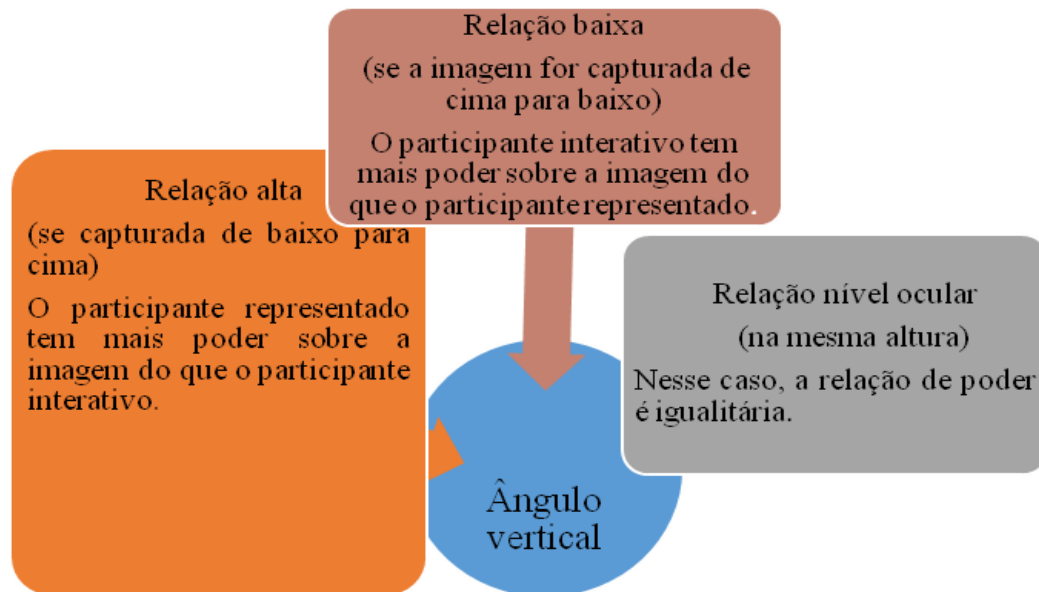 Relação baixa
(se a imagem for capturada de
cima para baixo)
O participante interativo tem
mais poder sobre a imagem do
que o participante representado.
Relação alta
(se capturada de baixo para
cima)
O participante representado
tem mais poder sobre a
imagem do que o participante
interativo.
Relação nível ocular
(na mesma altura)
Nesse caso, a relação de poder
é igualitária.
Ângulo
vertical